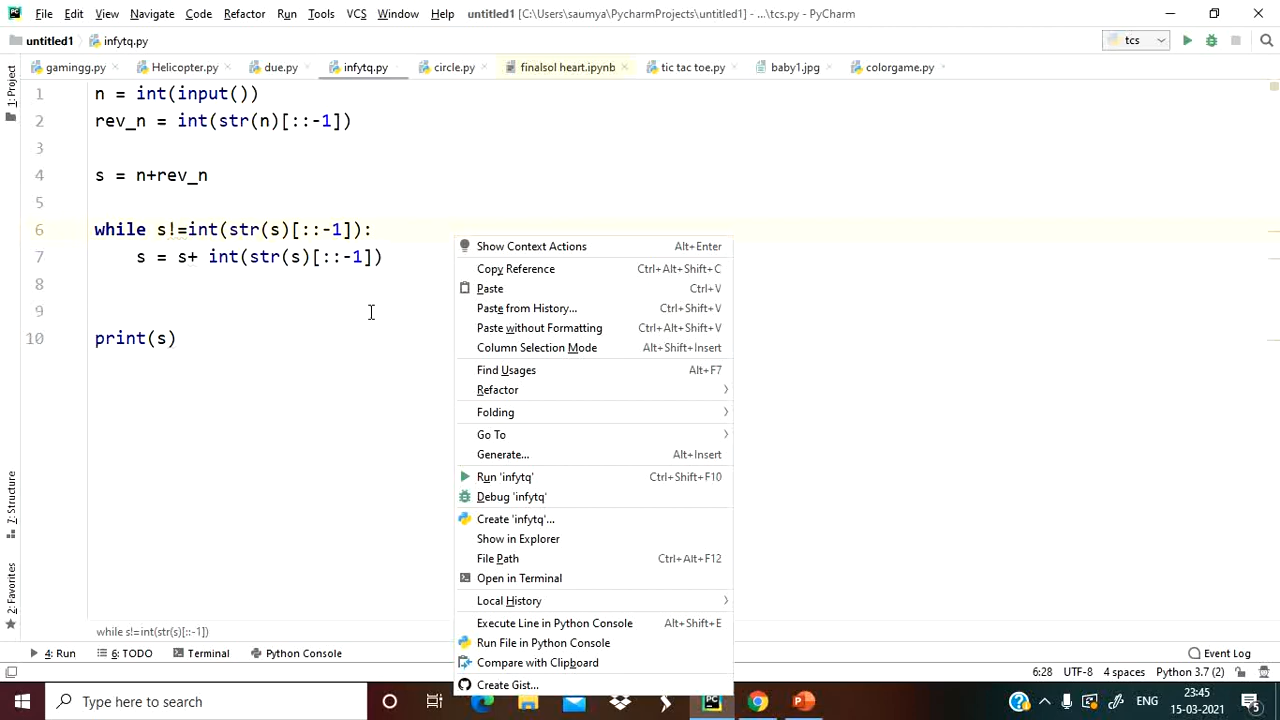 PC File Edit View Navigate Code Refactor Run Tools VCS Window Help untitled1 [C:\Users\saumya\PycharmProjects\untitled1] - ...\tcs.py - PyCharm
untitled1 infytq.py tcs
gamingg.py Helicopter.py due.py infytq.py circle.py finalsol heart.ipynb tic tac toe.py baby1.jpg colorgame.py
1: Project
1 n = int(input())
2 rev_n = int(str(n)[::-1])
3
4 s = n+rev_n
5
6 while s!=int(str(s)[::-1]):
7 s = s+ int(str(s)[::-1])
8
9
10 print(s)
Show Context Actions Alt+Enter
Copy Reference Ctrl+Alt+Shift+C
Paste Ctrl+V
Paste from History... Ctrl+Shift+V
Paste without Formatting Ctrl+Alt+Shift+V
Column Selection Mode Alt+Shift+Insert
Find Usages Alt+F7
Refactor
Folding
Go To
Generate... Alt+Insert
Run 'infytq' Ctrl+Shift+F10
Debug 'infytq'
Create 'infytq'...
Show in Explorer
File Path Ctrl+Alt+F12
Open in Terminal
Local History
Execute Line in Python Console Alt+Shift+E
Run File in Python Console
Compare with Clipboard
Create Gist...
Z: Structure
2: Favorites
while s!=int(str(s)[::-1])
4: Run 6: TODO Terminal Python Console Event Log
6:28 UTF-8 4 spaces Python 3.7 (2)
Type here to search PC ENG 23:45
15-03-2021 5